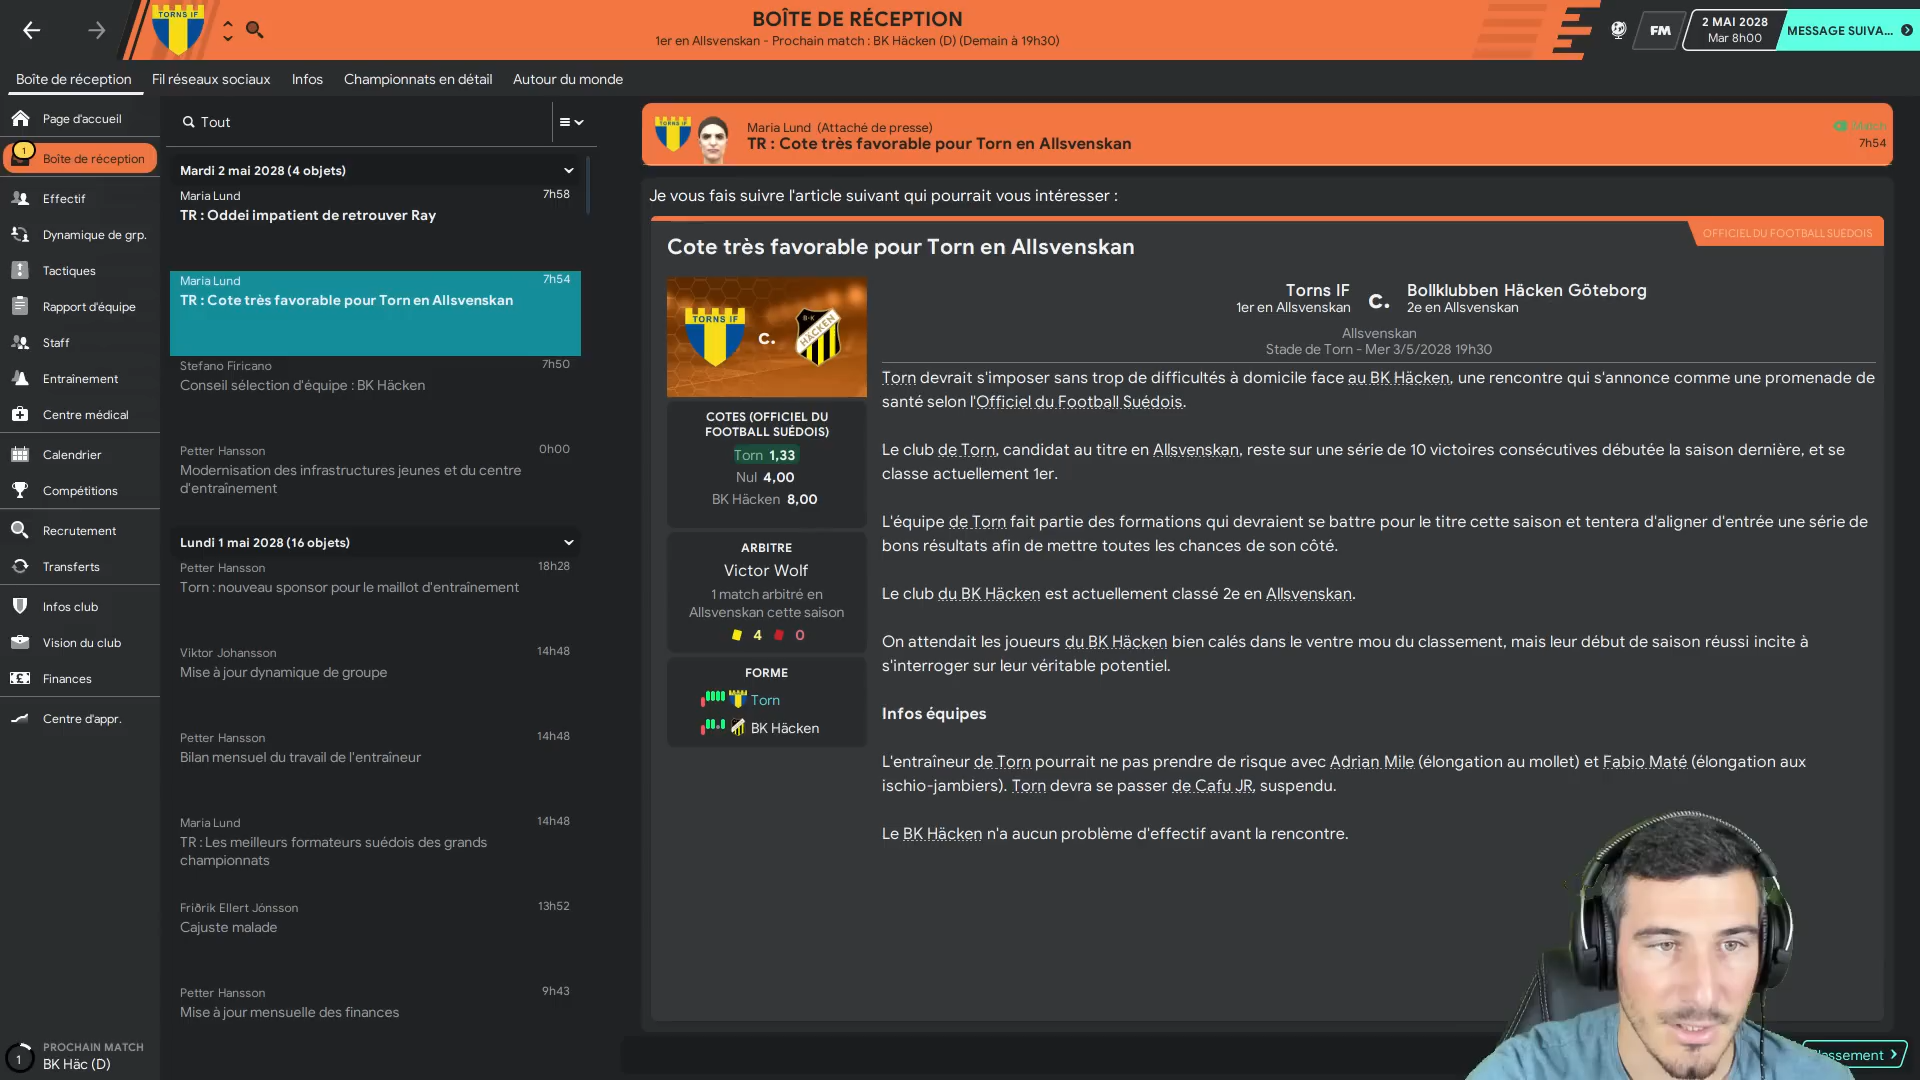 BOÎTE DE RÉCEPTION
1er en Allsvenskan - Prochain match : BK Häcken (D) (Demain à 19h30)
FM
2 MAI 2028
Mar 8h00
MESSAGE SUIVA...
Boîte de réception
Fil réseaux sociaux
Infos
Championnats en détail
Autour du monde
Page d'accueil
1
Boîte de réception
Effectif
Dynamique de grp.
Tactiques
Rapport d'équipe
Staff
Entraînement
Centre médical
Calendrier
Compétitions
Recrutement
Transferts
Infos club
Vision du club
Finances
Centre d'appr.
1
PROCHAIN MATCH
BK Häc (D)
Tout
Mardi 2 mai 2028 (4 objets)
Maria Lund 7h58
TR : Oddei impatient de retrouver Ray
Maria Lund 7h54
TR : Cote très favorable pour Torn en Allsvenskan
Stefano Firicano 7h50
Conseil sélection d'équipe : BK Häcken
Petter Hansson 0h00
Modernisation des infrastructures jeunes et du centre
d'entraînement
Lundi 1 mai 2028 (16 objets)
Petter Hansson 18h28
Torn : nouveau sponsor pour le maillot d'entraînement
Viktor Johansson 14h48
Mise à jour dynamique de groupe
Petter Hansson 14h48
Bilan mensuel du travail de l'entraîneur
Maria Lund 14h48
TR : Les meilleurs formateurs suédois des grands
championnats
Friðrik Ellert Jónsson 13h52
Cajuste malade
Petter Hansson 9h43
Mise à jour mensuelle des finances
Maria Lund (Attaché de presse)
TR : Cote très favorable pour Torn en Allsvenskan
Match
7h54
Je vous fais suivre l'article suivant qui pourrait vous intéresser :
OFFICIEL DU FOOTBALL SUÉDOIS
Cote très favorable pour Torn en Allsvenskan
TORNS IF
c.
HÄCKEN
COTES (OFFICIEL DU
FOOTBALL SUÉDOIS)
Torn 1,33
Nul 4,00
BK Häcken 8,00
ARBITRE
Victor Wolf
1 match arbitré en
Allsvenskan cette saison
4 0
FORME
Torn
BK Häcken
Torns IF c. Bollklubben Häcken Göteborg
1er en Allsvenskan 2e en Allsvenskan
Allsvenskan
Stade de Torn - Mer 3/5/2028 19h30
Torn devrait s'imposer sans trop de difficultés à domicile face au BK Häcken, une rencontre qui s'annonce comme une promenade de
santé selon l'Officiel du Football Suédois.
Le club de Torn, candidat au titre en Allsvenskan, reste sur une série de 10 victoires consécutives débutée la saison dernière, et se
classe actuellement 1er.
L'équipe de Torn fait partie des formations qui devraient se battre pour le titre cette saison et tentera d'aligner d'entrée une série de
bons résultats afin de mettre toutes les chances de son côté.
Le club du BK Häcken est actuellement classé 2e en Allsvenskan.
On attendait les joueurs du BK Häcken bien calés dans le ventre mou du classement, mais leur début de saison réussi incite à
s'interroger sur leur véritable potentiel.
Infos équipes
L'entraîneur de Torn pourrait ne pas prendre de risque avec Adrian Mile (élongation au mollet) et Fabio Maté (élongation aux
ischio-jambiers). Torn devra se passer de Cafu JR, suspendu.
Le BK Häcken n'a aucun problème d'effectif avant la rencontre.